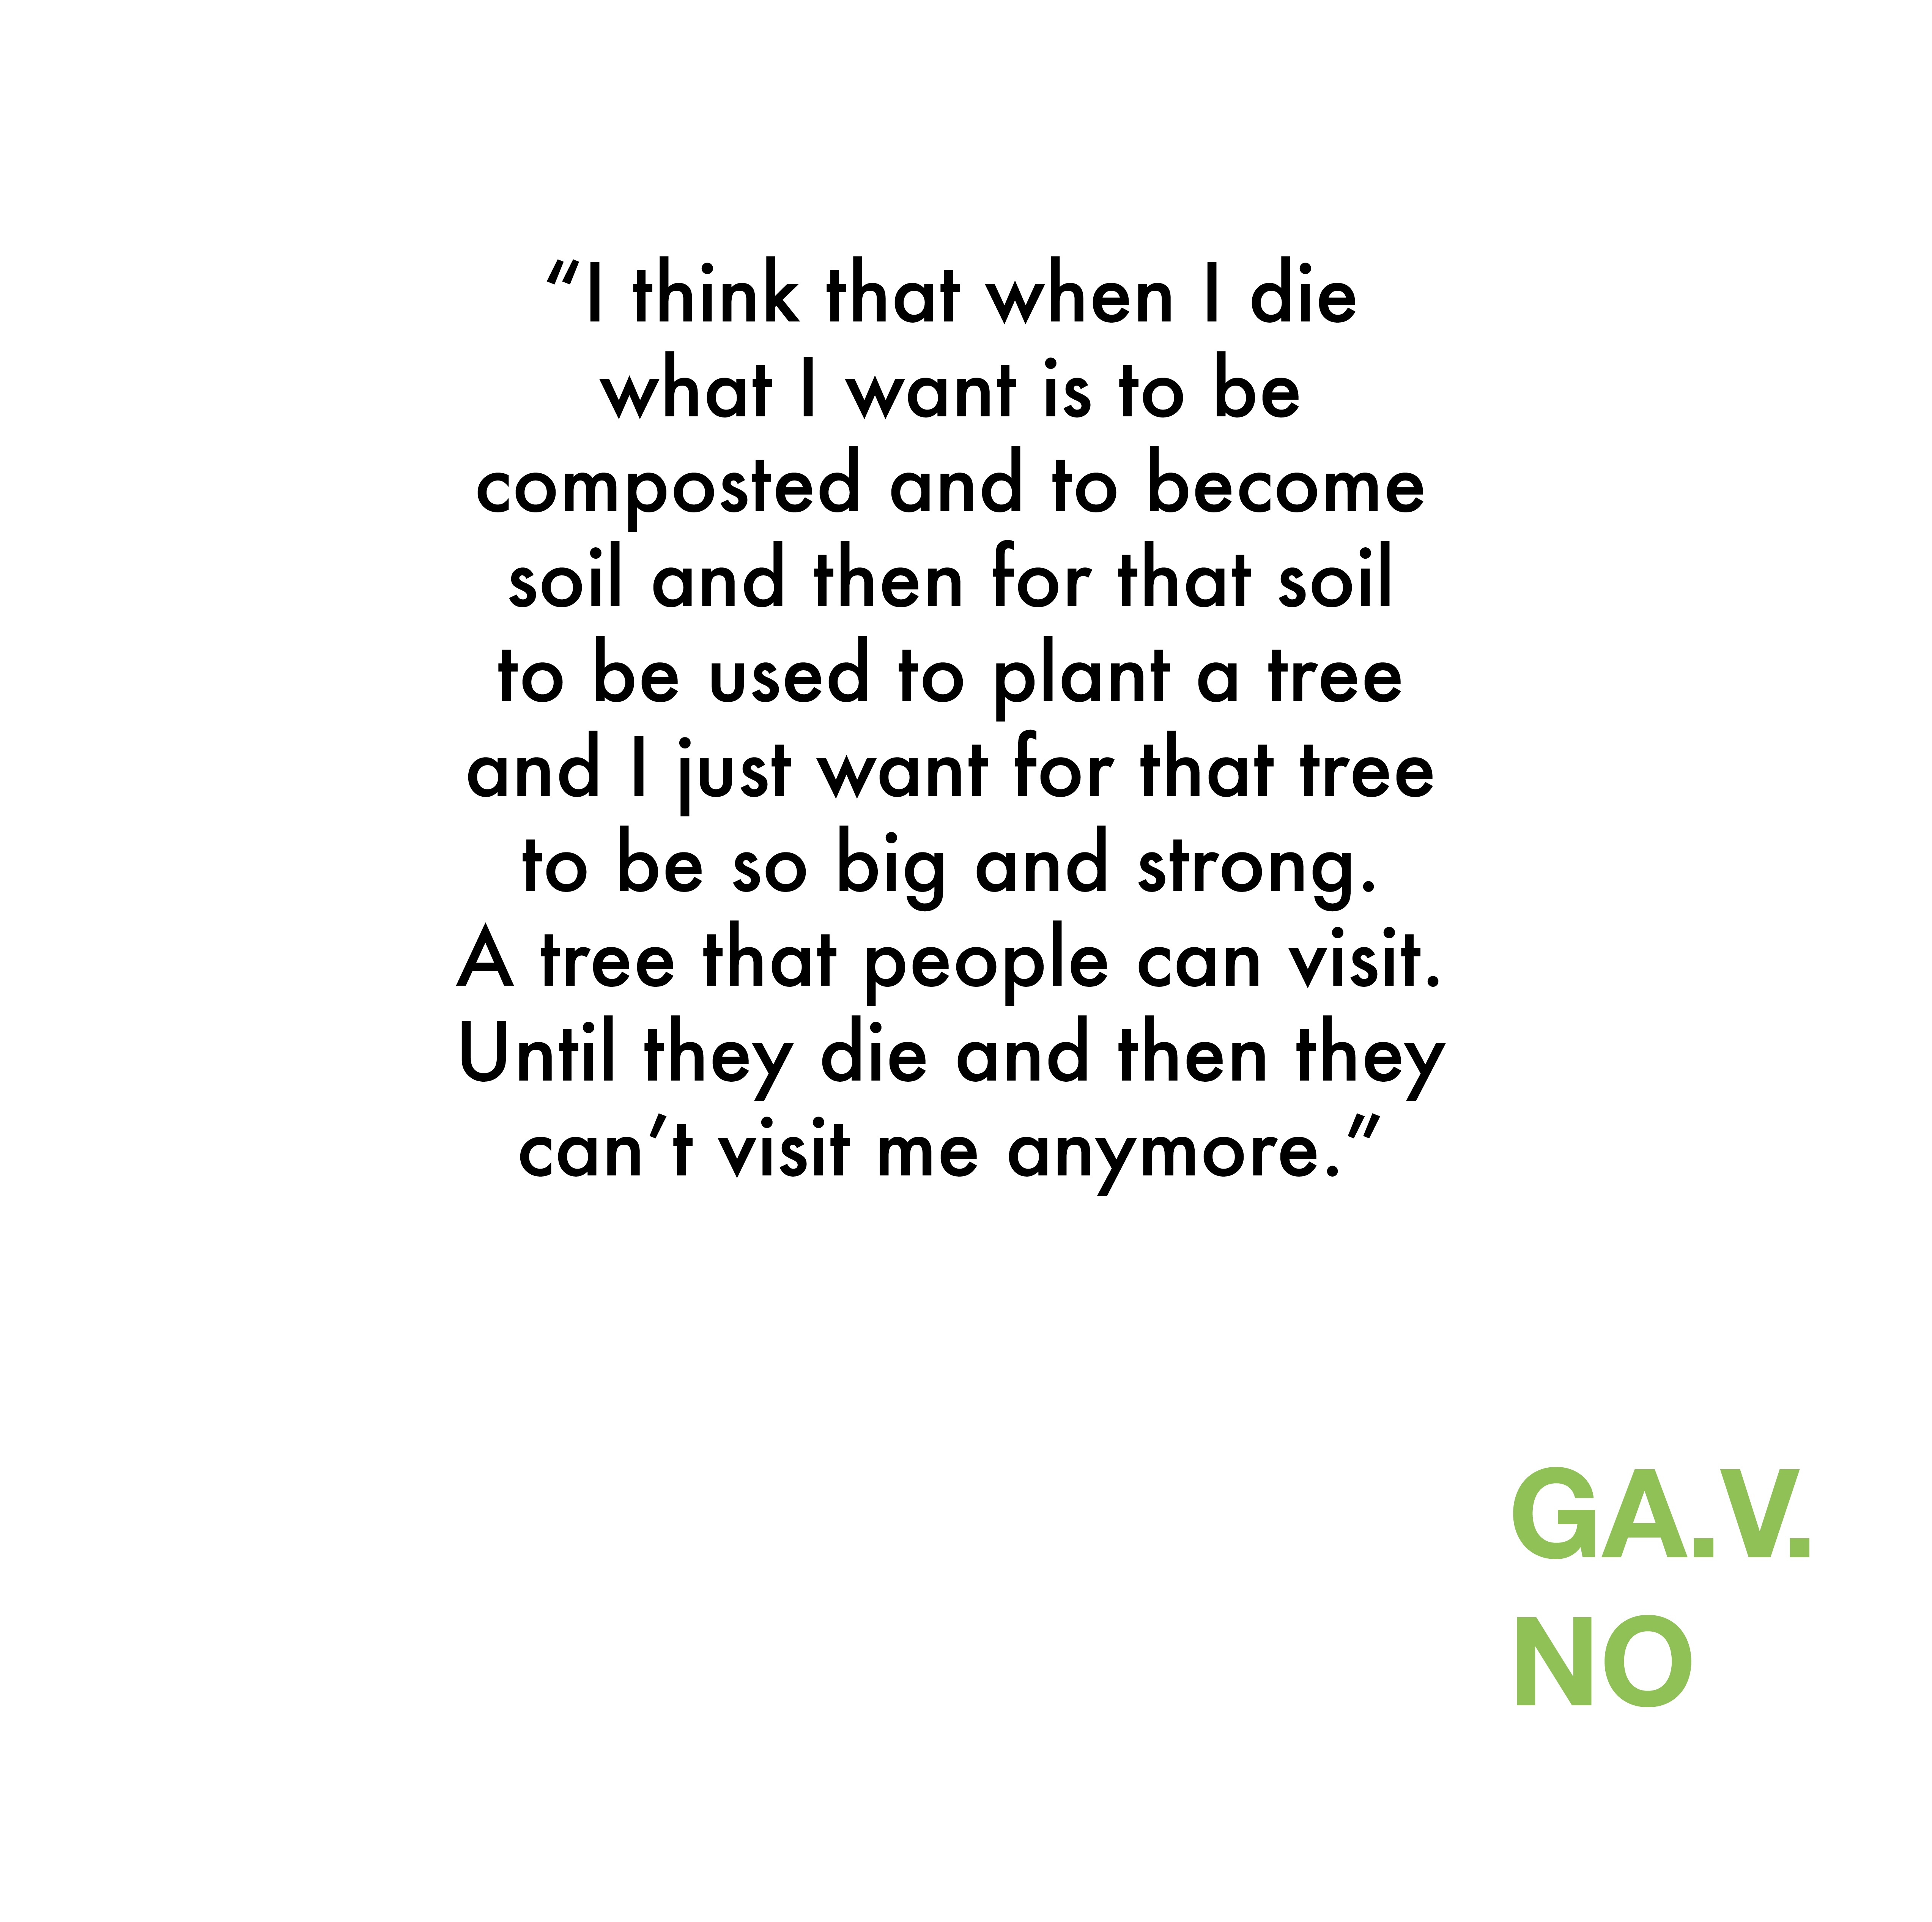 “I think that when I die
what I want is to be
composted and to become
soil and then for that soil
to be used to plant a tree
and I just want for that tree
to be so big and strong.
A tree that people can visit.
Until they die and then they
can’t visit me anymore.”
GA.V.
NO